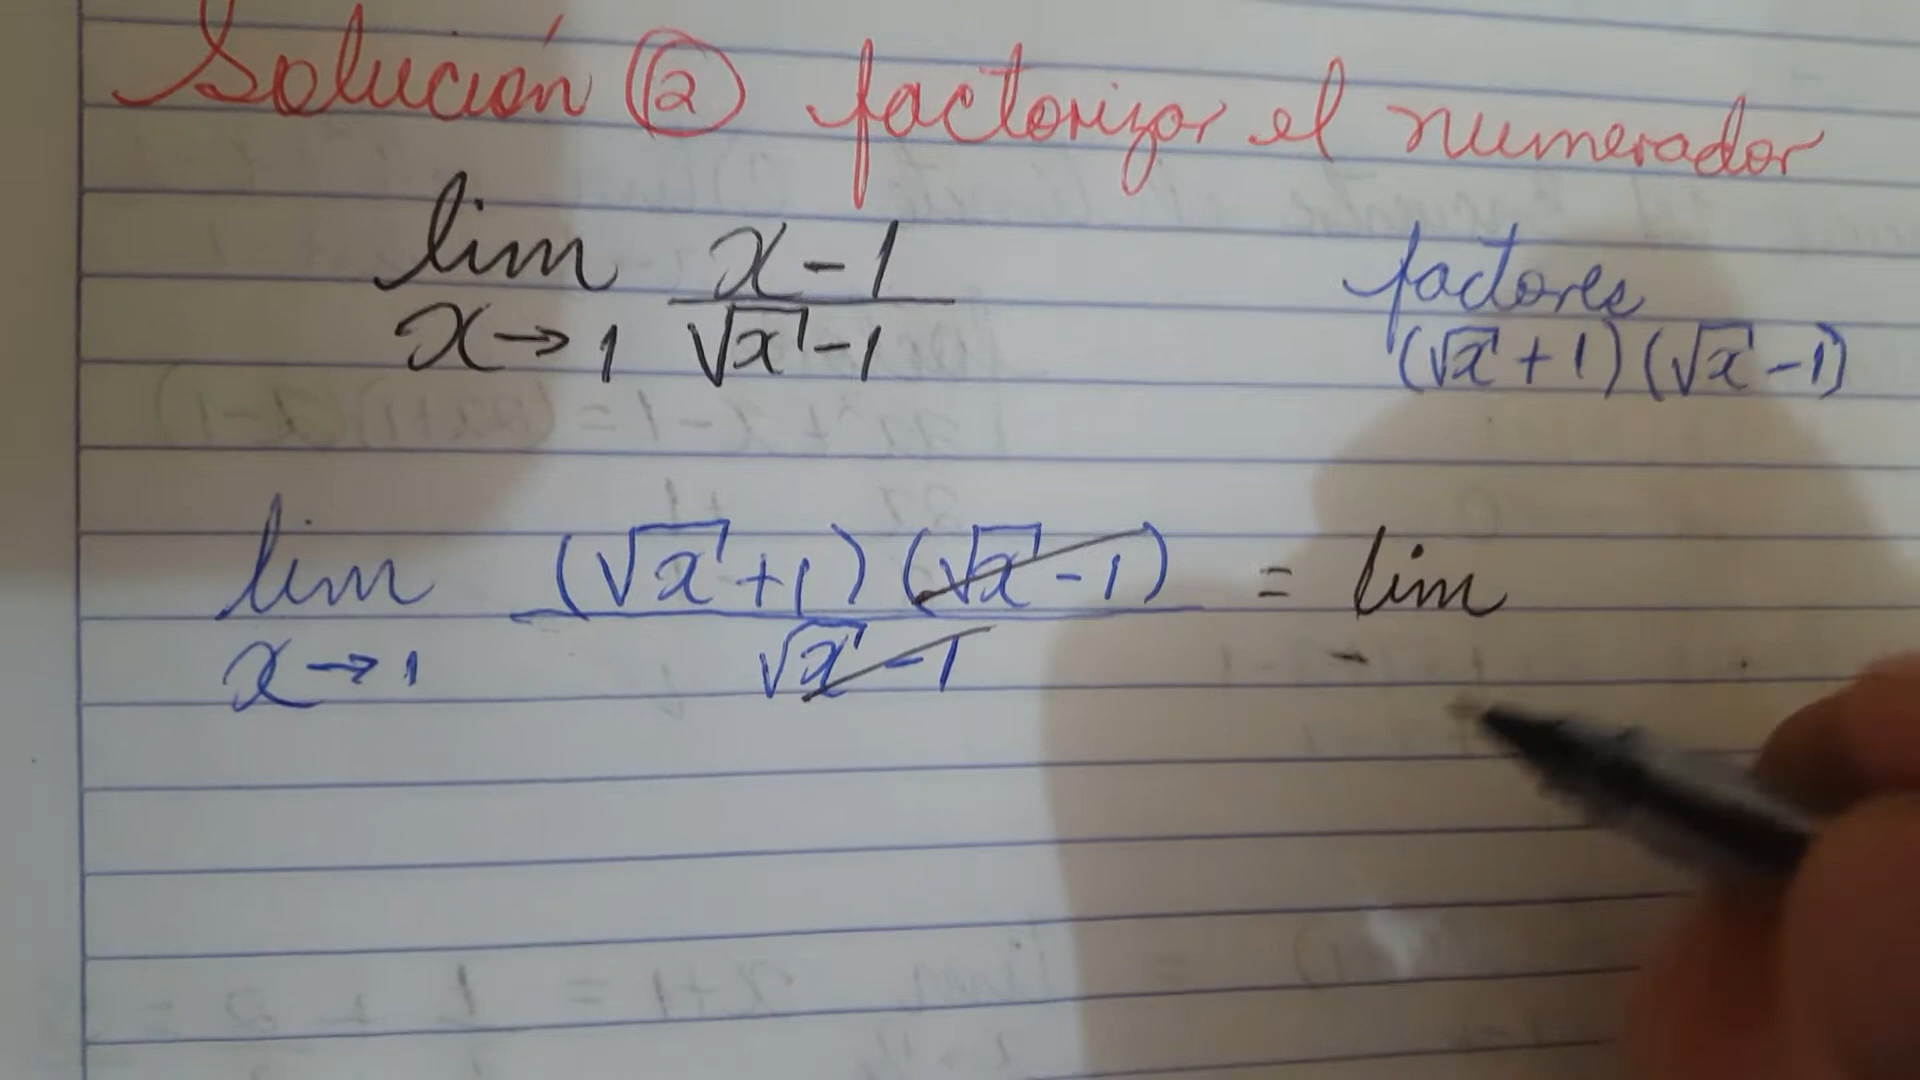 Solución ② factorizar el numerador
lim x-1
x→1 √x-1
factores
(√x+1)(√x-1)
lim (√x+1)(√x-1) = lim
x→1 √x-1